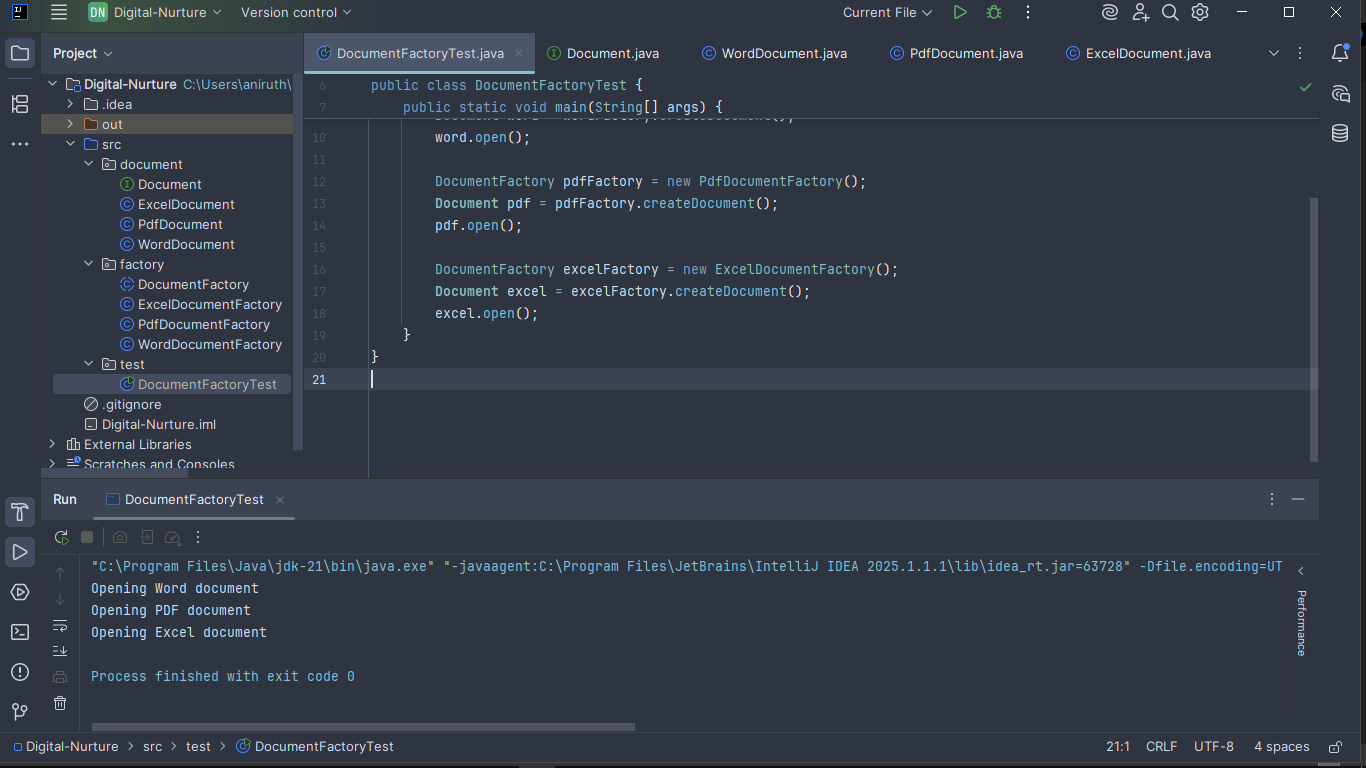 DN Digital-Nurture Version control Current File
Project
DocumentFactoryTest.java Document.java WordDocument.java PdfDocument.java ExcelDocument.java
Digital-Nurture C:\Users\aniruth\
.idea
out
src
document
Document
ExcelDocument
PdfDocument
WordDocument
factory
DocumentFactory
ExcelDocumentFactory
PdfDocumentFactory
WordDocumentFactory
test
DocumentFactoryTest
.gitignore
Digital-Nurture.iml
External Libraries
Scratches and Consoles
6 public class DocumentFactoryTest {
7 public static void main(String[] args) {
10 word.open();
11
12 DocumentFactory pdfFactory = new PdfDocumentFactory();
13 Document pdf = pdfFactory.createDocument();
14 pdf.open();
15
16 DocumentFactory excelFactory = new ExcelDocumentFactory();
17 Document excel = excelFactory.createDocument();
18 excel.open();
19 }
20 }
21
Run DocumentFactoryTest
"C:\Program Files\Java\jdk-21\bin\java.exe" "-javaagent:C:\Program Files\JetBrains\IntelliJ IDEA 2025.1.1.1\lib\idea_rt.jar=63728" -Dfile.encoding=UT
Opening Word document
Opening PDF document
Opening Excel document
Process finished with exit code 0
Performance
Digital-Nurture > src > test > DocumentFactoryTest
21:1 CRLF UTF-8 4 spaces